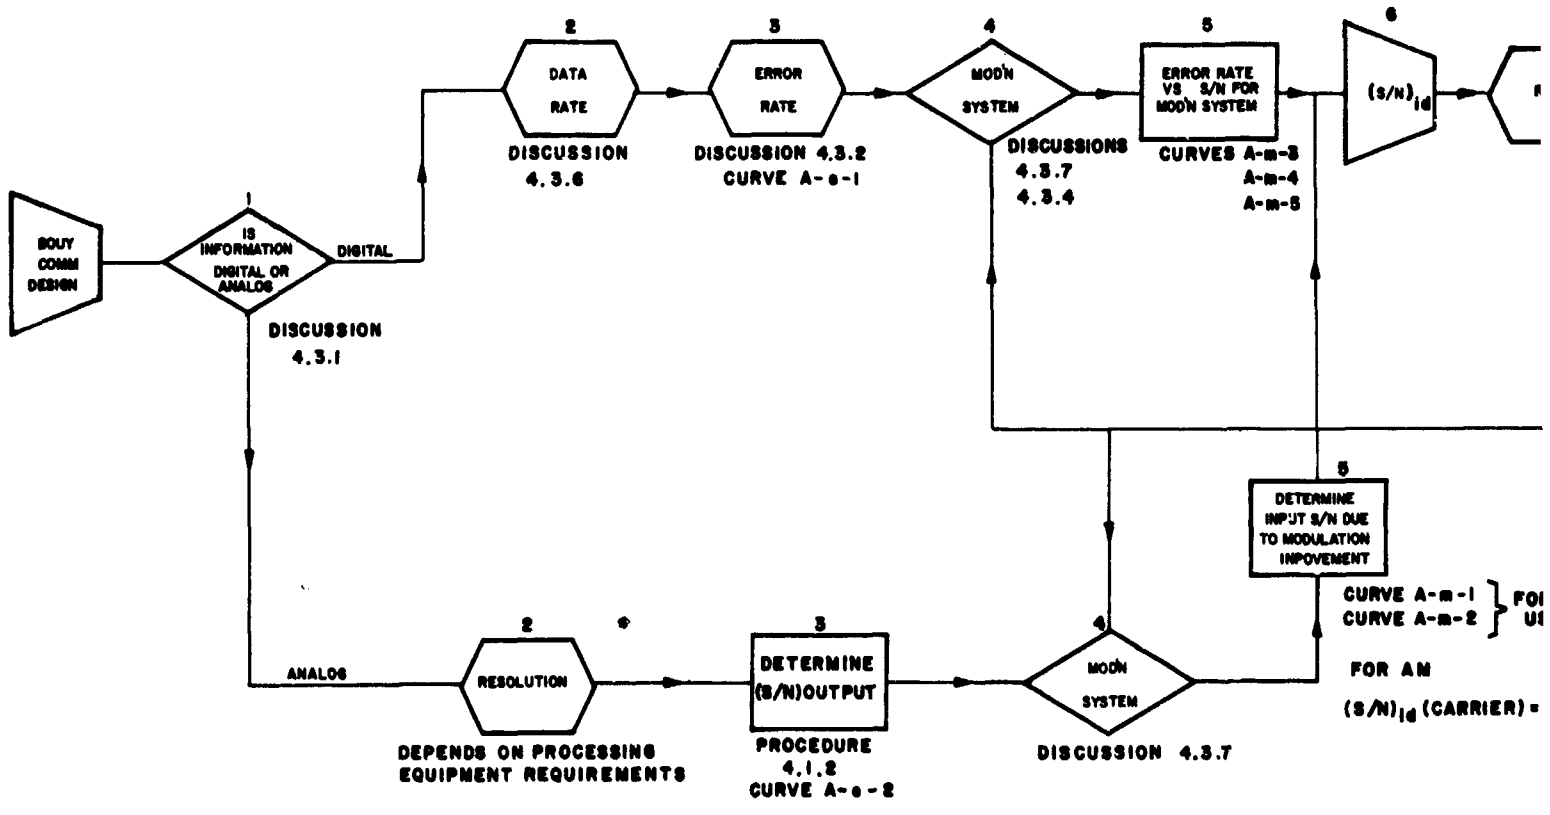 BOUY
COMM
DESIGN
1
IS
INFORMATION
DIGITAL OR
ANALOG
DISCUSSION
4.3.1
DIGITAL
2
DATA
RATE
DISCUSSION
4.3.6
3
ERROR
RATE
DISCUSSION 4.3.2
CURVE A-e-1
4
MOD'N
SYSTEM
DISCUSSIONS
4.3.7
4.3.4
5
ERROR RATE
VS S/N FOR
MOD'N SYSTEM
CURVES A-m-3
A-m-4
A-m-5
6
(S/N)id
ANALOG
2
RESOLUTION
DEPENDS ON PROCESSING
EQUIPMENT REQUIREMENTS
3
DETERMINE
(S/N)OUTPUT
PROCEDURE
4.1.2
CURVE A-e-2
4
MOD'N
SYSTEM
DISCUSSION 4.3.7
5
DETERMINE
INPUT S/N DUE
TO MODULATION
INPOVEMENT
CURVE A-m-1
CURVE A-m-2
FOR AM
(S/N)id (CARRIER) =